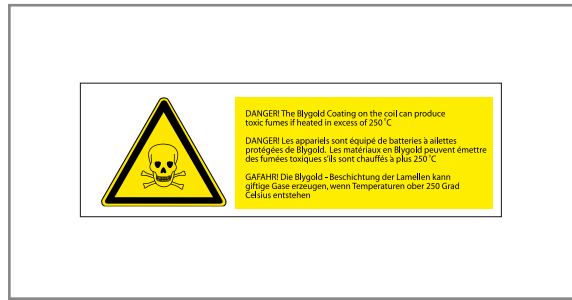 DANGER! The Blygold Coating on the coil can produce
toxic fumes if heated in excess of 250˚C
DANGER! Les appariels sont équipé de batteries à ailettes
protégées de Blygold. Les matériaux en Blygold peuvent émettre
des fumées toxiques s'ils sont chauffés à plus 250˚C
GAFAHR! Die Blygold - Beschichtung der Lamellen kann
giftige Gase erzeugen, wenn Temperaturen ober 250 Grad
Celsius entstehen